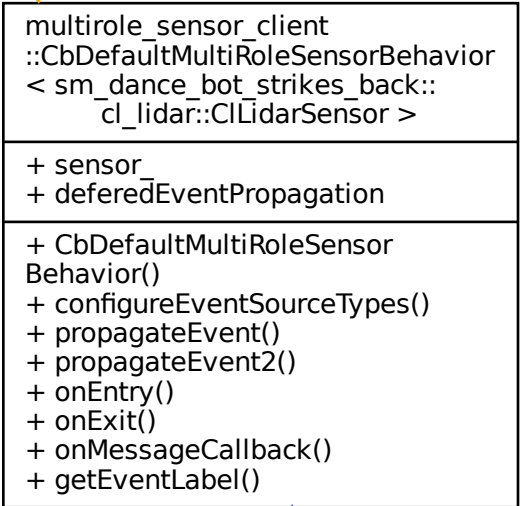 multirole_sensor_client
::CbDefaultMultiRoleSensorBehavior
< sm_dance_bot_strikes_back::
cl_lidar::ClLidarSensor >
+ sensor_
+ deferedEventPropagation
+ CbDefaultMultiRoleSensor
Behavior()
+ configureEventSourceTypes()
+ propagateEvent()
+ propagateEvent2()
+ onEntry()
+ onExit()
+ onMessageCallback()
+ getEventLabel()